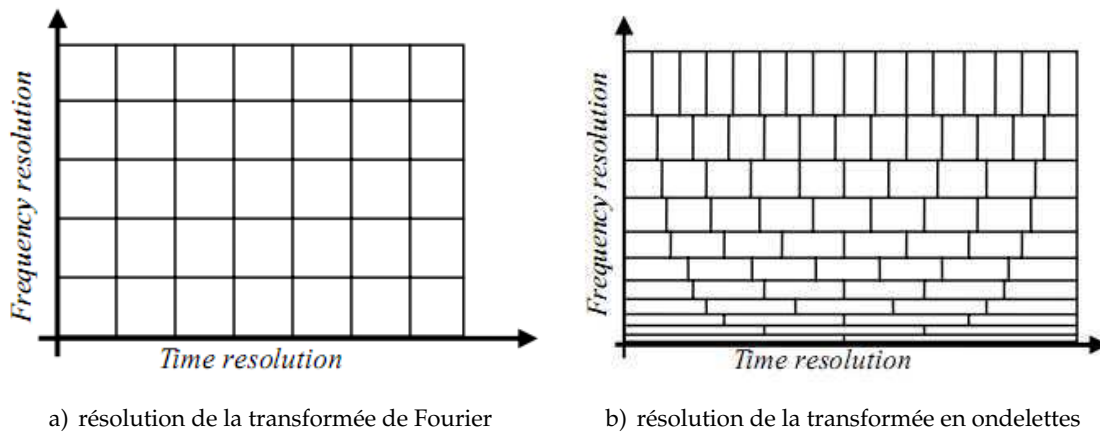 Frequency resolution
Time resolution
a) résolution de la transformée de Fourier
Frequency resolution
Time resolution
b) résolution de la transformée en ondelettes